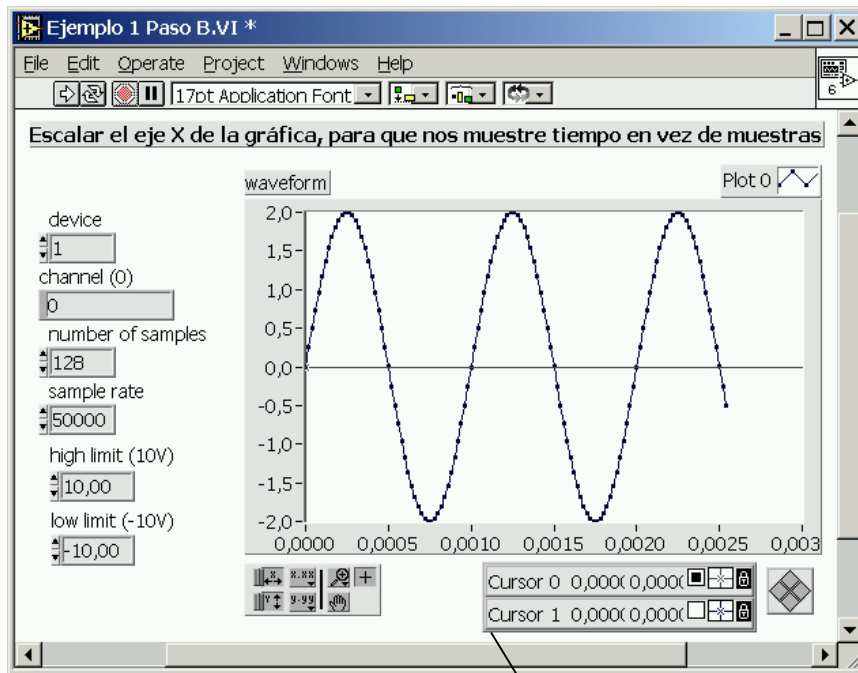 Ejemplo 1 Paso B.VI *
File Edit Operate Project Windows Help
17pt Application Font
6
Escalar el eje X de la gráfica, para que nos muestre tiempo en vez de muestras
waveform
Plot 0
device
1
channel (0)
0
number of samples
128
sample rate
50000
high limit (10V)
10,00
low limit (-10V)
-10,00
2,0
1,5
1,0
0,5
0,0
-0,5
-1,0
-1,5
-2,0
0,0000 0,0005 0,0010 0,0015 0,0020 0,0025 0,003
X x.xx
Y y.yy
Cursor 0 0,000( 0,000(
Cursor 1 0,000( 0,000(